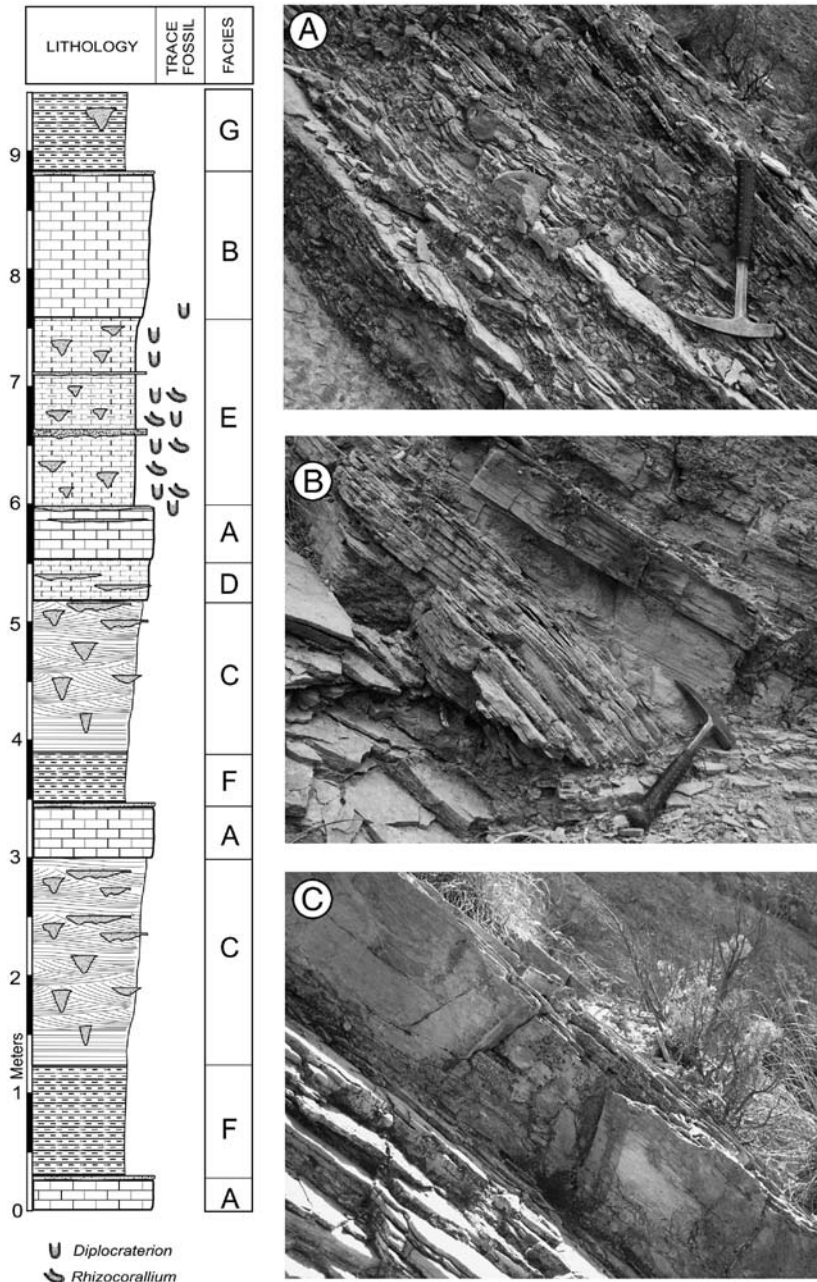 LITHOLOGY
TRACE
FOSSIL
FACIES
9
8
7
6
5
4
3
2
Meters
1
0
G
B
E
A
D
C
F
A
C
F
A
Diplocraterion
Rhizocorallium
A
B
C